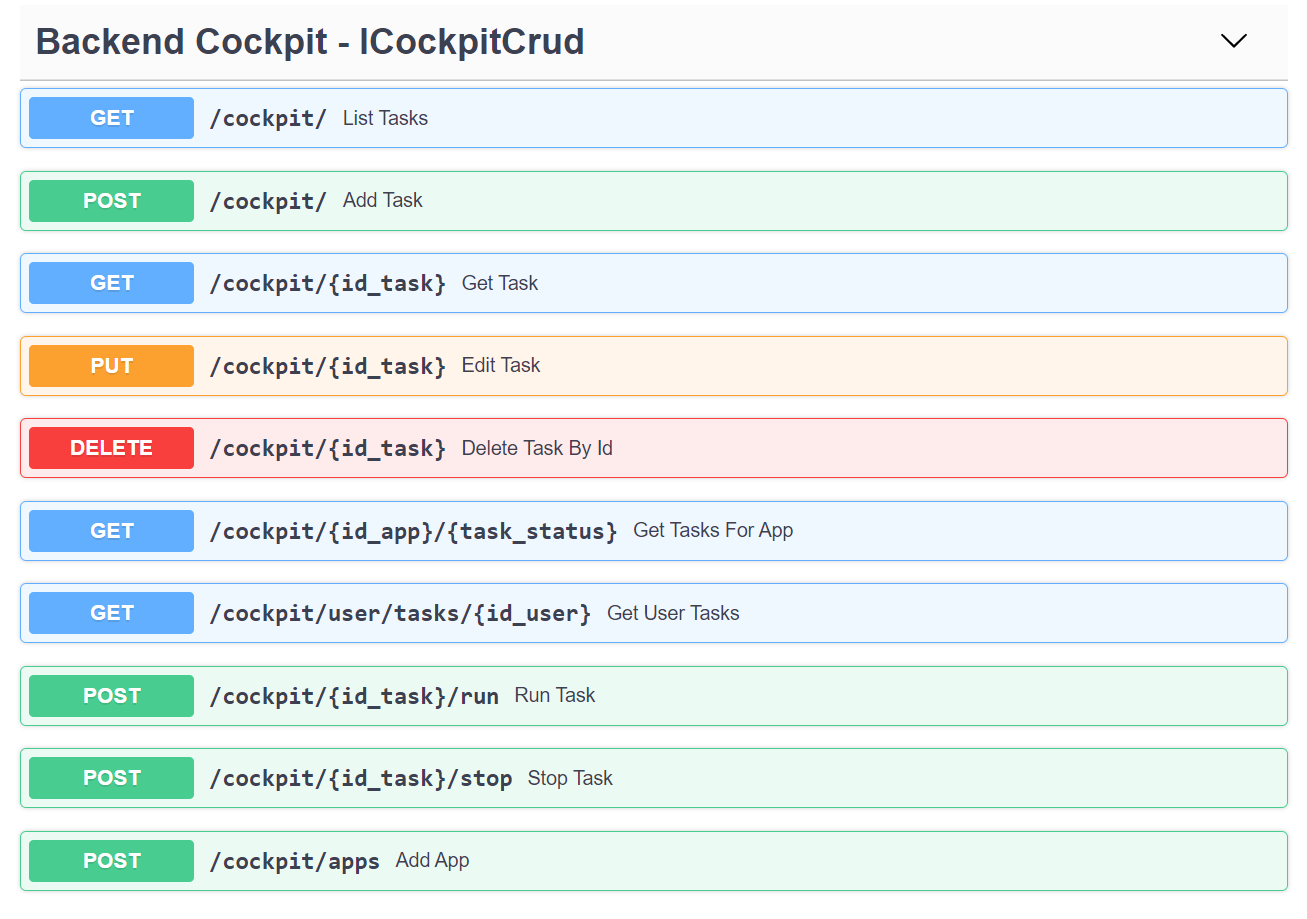 Backend Cockpit - ICockpitCrud
GET /cockpit/ List Tasks
POST /cockpit/ Add Task
GET /cockpit/{id_task} Get Task
PUT /cockpit/{id_task} Edit Task
DELETE /cockpit/{id_task} Delete Task By Id
GET /cockpit/{id_app}/{task_status} Get Tasks For App
GET /cockpit/user/tasks/{id_user} Get User Tasks
POST /cockpit/{id_task}/run Run Task
POST /cockpit/{id_task}/stop Stop Task
POST /cockpit/apps Add App